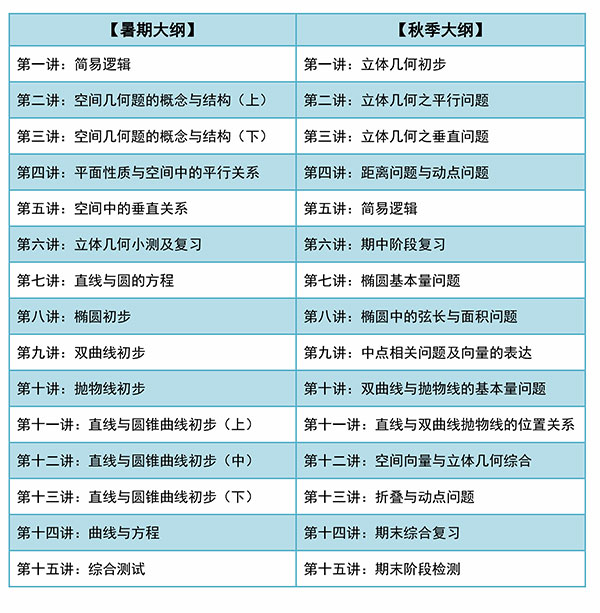 【暑期大纲】 【秋季大纲】
第一讲：简易逻辑 第一讲：立体几何初步
第二讲：空间几何题的概念与结构（上） 第二讲：立体几何之平行问题
第三讲：空间几何题的概念与结构（下） 第三讲：立体几何之垂直问题
第四讲：平面性质与空间中的平行关系 第四讲：距离问题与动点问题
第五讲：空间中的垂直关系 第五讲：简易逻辑
第六讲：立体几何小测及复习 第六讲：期中阶段复习
第七讲：直线与圆的方程 第七讲：椭圆基本量问题
第八讲：椭圆初步 第八讲：椭圆中的弦长与面积问题
第九讲：双曲线初步 第九讲：中点相关问题及向量的表达
第十讲：抛物线初步 第十讲：双曲线与抛物线的基本量问题
第十一讲：直线与圆锥曲线初步（上） 第十一讲：直线与双曲线抛物线的位置关系
第十二讲：直线与圆锥曲线初步（中） 第十二讲：空间向量与立体几何综合
第十三讲：直线与圆锥曲线初步（下） 第十三讲：折叠与动点问题
第十四讲：曲线与方程 第十四讲：期末综合复习
第十五讲：综合测试 第十五讲：期末阶段检测